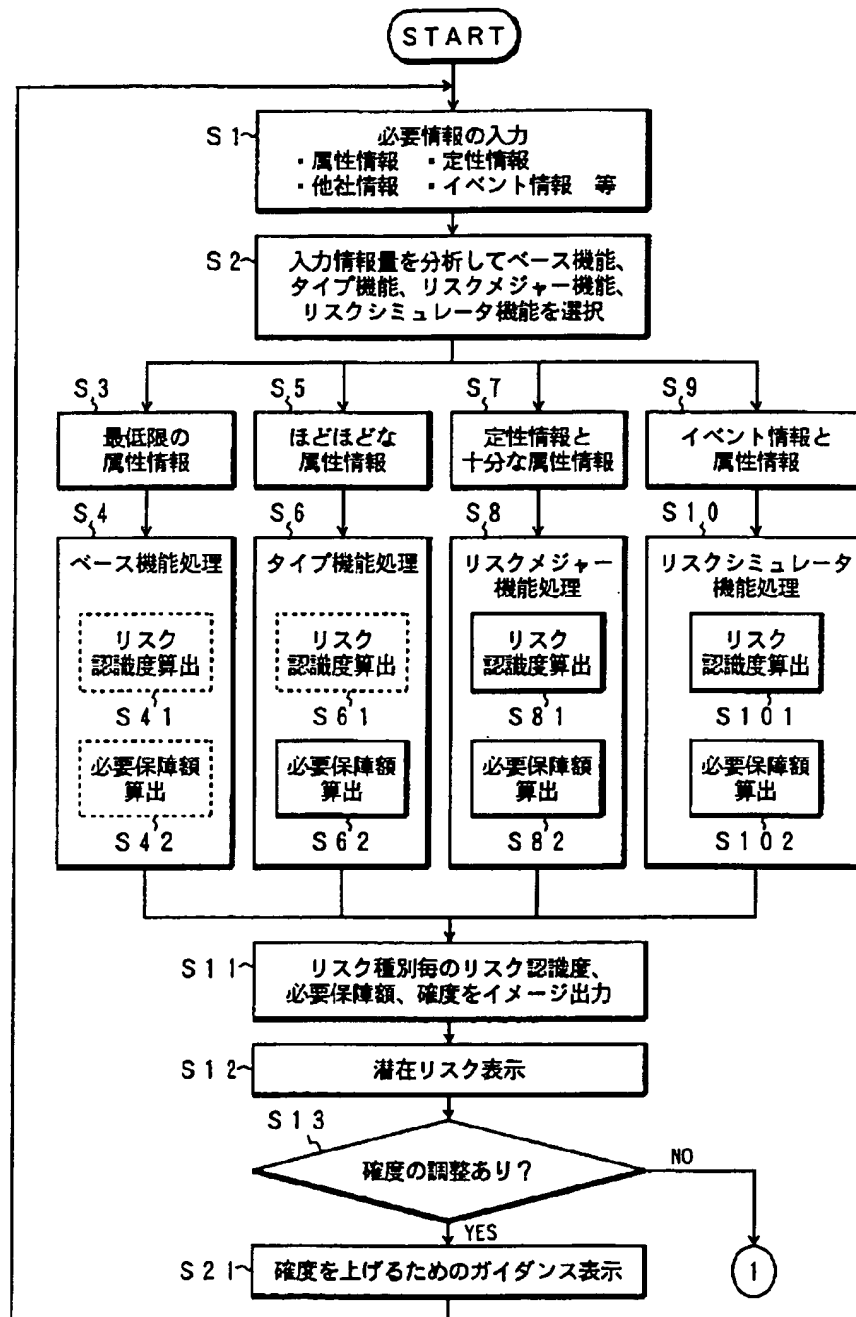 START
S1
必要情報の入力
・属性情報 ・定性情報
・他社情報 ・イベント情報 等
S2
入力情報量を分析してベース機能、
タイプ機能、リスクメジャー機能、
リスクシミュレータ機能を選択
S3
最低限の
属性情報
S5
ほどほどな
属性情報
S7
定性情報と
十分な属性情報
S9
イベント情報と
属性情報
S4
ベース機能処理
リスク
認識度算出
S41
必要保障額
算出
S42
S6
タイプ機能処理
リスク
認識度算出
S61
必要保障額
算出
S62
S8
リスクメジャー
機能処理
リスク
認識度算出
S81
必要保障額
算出
S82
S10
リスクシミュレータ
機能処理
リスク
認識度算出
S101
必要保障額
算出
S102
S11
リスク種別毎のリスク認識度、
必要保障額、確度をイメージ出力
S12
潜在リスク表示
S13
確度の調整あり?
NO
YES
S21
確度を上げるためのガイダンス表示
1